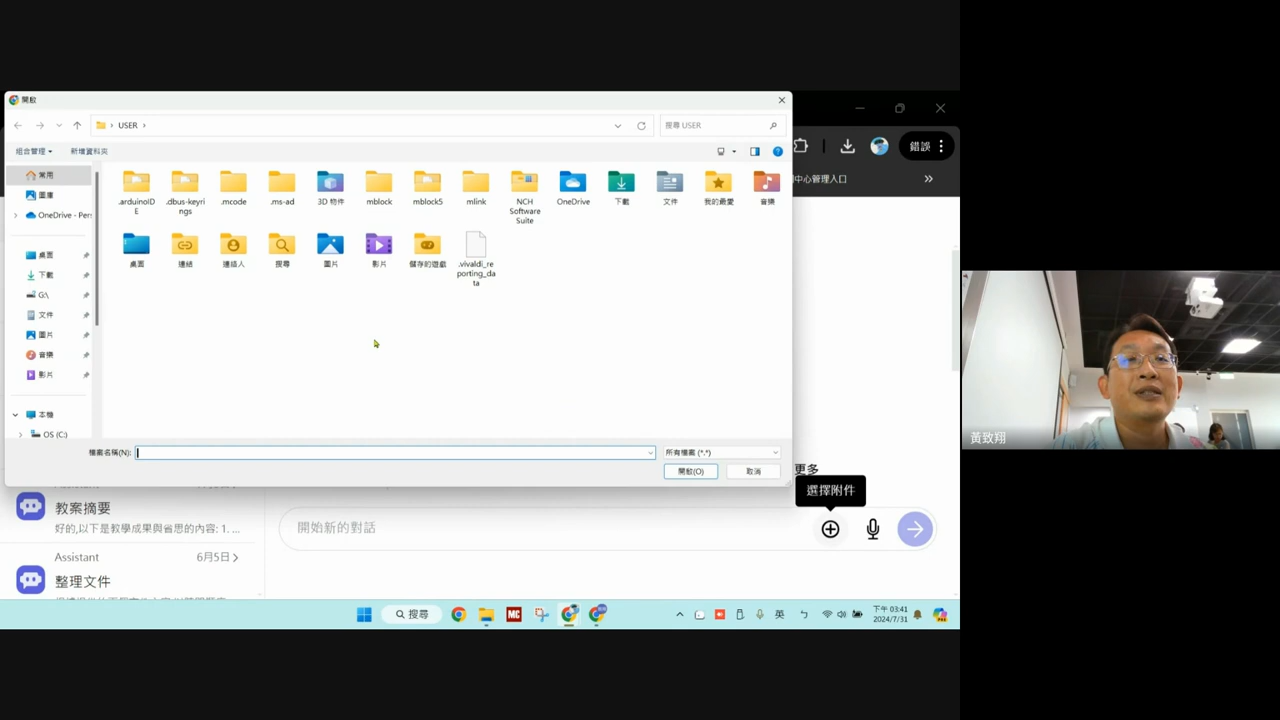 開啟
USER
搜尋 USER
組合管理
新增資料夾
常用
圖庫
OneDrive - Pers
桌面
下載
G:\
文件
圖片
音樂
影片
本機
OS (C:)
.arduinoIDE
.dbus-keyrings
.mcode
.ms-ad
3D 物件
mblock
mblock5
mlink
NCH Software Suite
OneDrive
下載
文件
我的最愛
音樂
桌面
連結
連絡人
搜尋
圖片
影片
儲存的遊戲
.vivaldi_reporting_data
檔案名稱(N):
所有檔案 (*.*)
開啟(O)
取消
錯誤
中心管理入口
更多
選擇附件
開始新的對話
教案摘要
好的,以下是教學成果與省思的內容: 1. ...
Assistant
6月5日
整理文件
搜尋
英
下午 03:41
2024/7/31
黃致翔